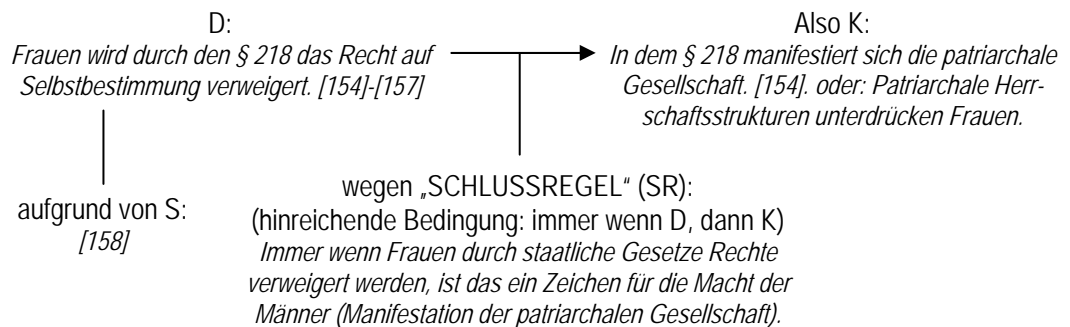 D:
Frauen wird durch den § 218 das Recht auf
Selbstbestimmung verweigert. [154]-[157]
Also K:
In dem § 218 manifestiert sich die patriarchale
Gesellschaft. [154]. oder: Patriarchale Herr-
schaftsstrukturen unterdrücken Frauen.
aufgrund von S:
[158]
wegen „SCHLUSSREGEL“ (SR):
(hinreichende Bedingung: immer wenn D, dann K)
Immer wenn Frauen durch staatliche Gesetze Rechte
verweigert werden, ist das ein Zeichen für die Macht der
Männer (Manifestation der patriarchalen Gesellschaft).